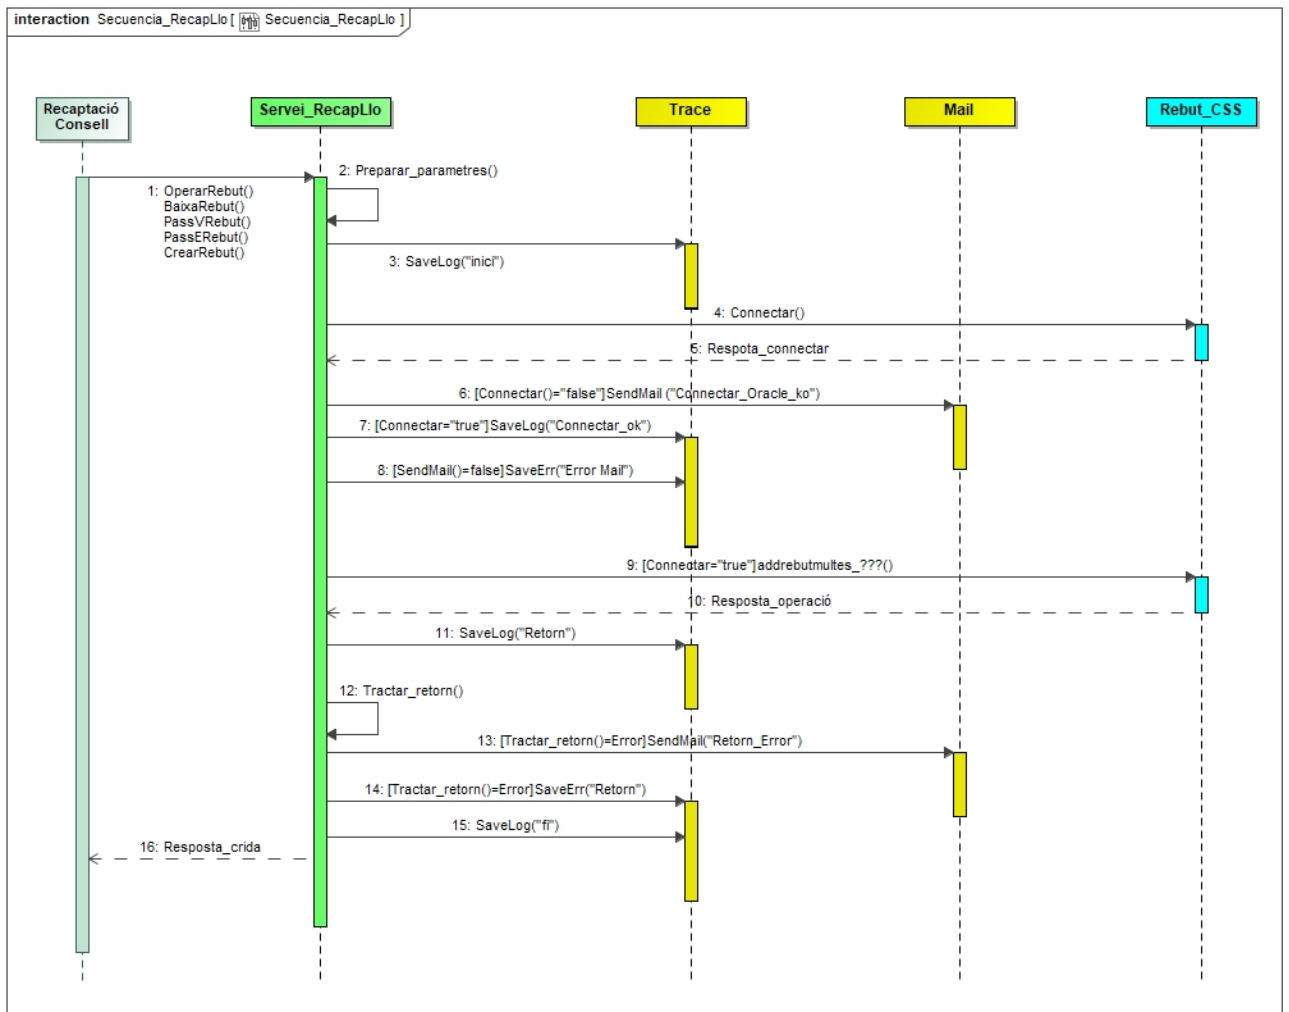 interaction Secuencia_RecapLlo [ Secuencia_RecapLlo ]
Recaptació
Consell
Servei_RecapLlo
Trace
Mail
Rebut_CSS
2: Preparar_parametres()
1: OperarRebut()
BaixaRebut()
PassVRebut()
PassERebut()
CrearRebut()
3: SaveLog("inici")
4: Connectar()
5: Respota_connectar
6: [Connectar()="false"]SendMail ("Connectar_Oracle_ko")
7: [Connectar="true"]SaveLog("Connectar_ok")
8: [SendMail()=false]SaveErr("Error Mail")
9: [Connectar="true"]addrebutmultes_???()
10: Resposta_operació
11: SaveLog("Retorn")
12: Tractar_retorn()
13: [Tractar_retorn()=Error]SendMail("Retorn_Error")
14: [Tractar_retorn()=Error]SaveErr("Retorn")
15: SaveLog("fi")
16: Resposta_crida